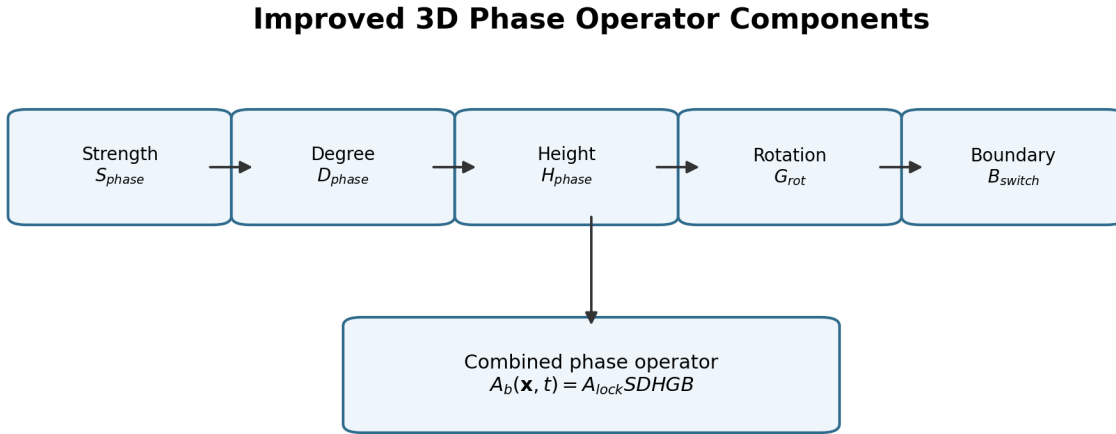 Improved 3D Phase Operator Components
Strength
S_phase
Degree
D_phase
Height
H_phase
Rotation
G_rot
Boundary
B_switch
Combined phase operator
A_b(x, t) = A_lock SDHGB